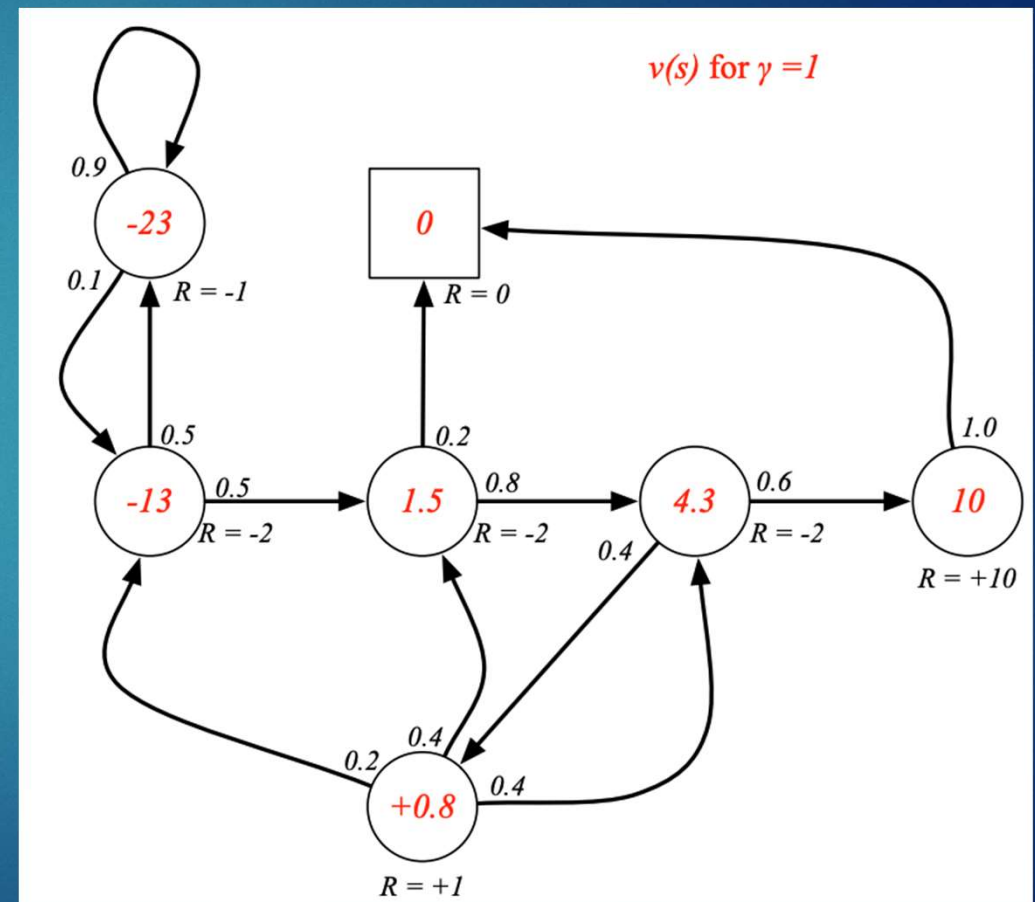 v(s) for γ =1
0.9
-23
0
0.1
R = -1
R = 0
0.5
0.2
1.0
-13
0.5
R = -2
1.5
0.8
R = -2
4.3
0.6
R = -2
10
0.4
R = +10
0.4
0.2
+0.8
0.4
R = +1